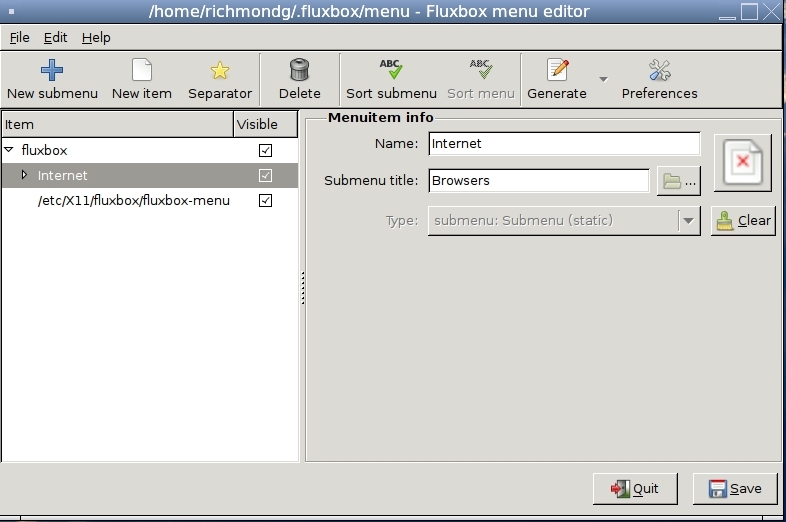 /home/richmondg/.fluxbox/menu - Fluxbox menu editor
File Edit Help
New submenu New item Separator Delete ABC Sort submenu ABC Sort menu Generate Preferences
Item Visible
fluxbox
Internet
/etc/X11/fluxbox/fluxbox-menu
Menuitem info
Name: Internet
Submenu title: Browsers ...
Type: submenu: Submenu (static) Clear
Quit Save